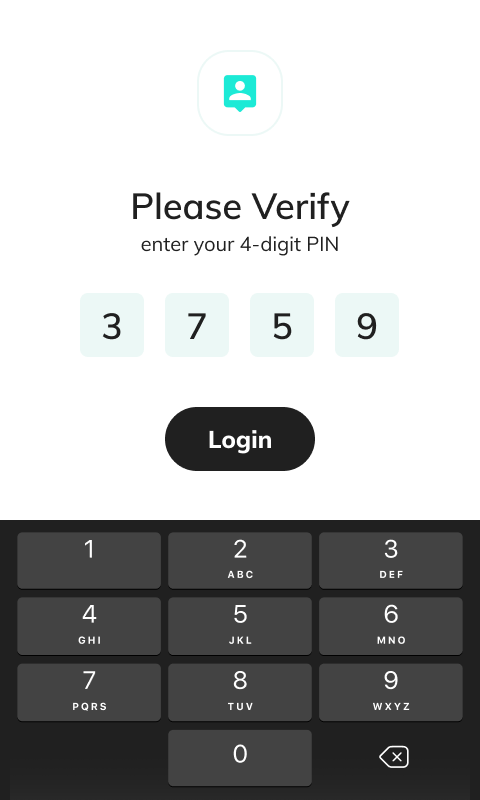 Please Verify
enter your 4-digit PIN
3 7 5 9
Login
1 2 3
ABC DEF
4 5 6
GHI JKL MNO
7 8 9
PQRS TUV WXYZ
0